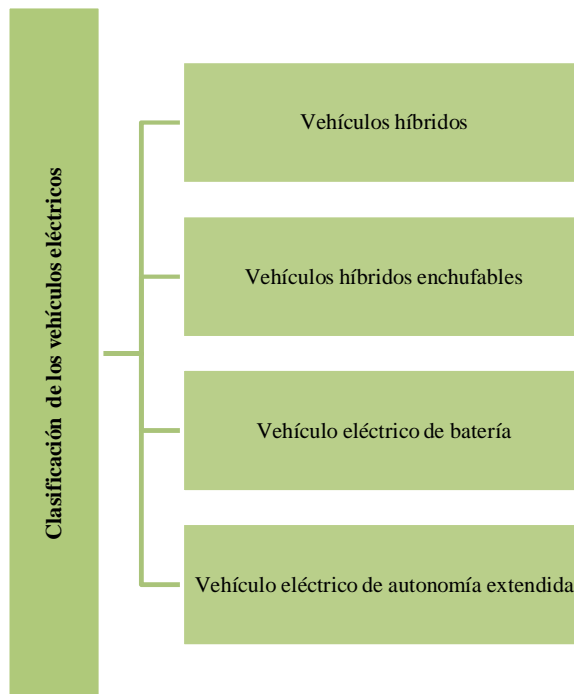 Clasificación de los vehículos eléctricos
Vehículos híbridos
Vehículos híbridos enchufables
Vehículo eléctrico de batería
Vehículo eléctrico de autonomía extendida